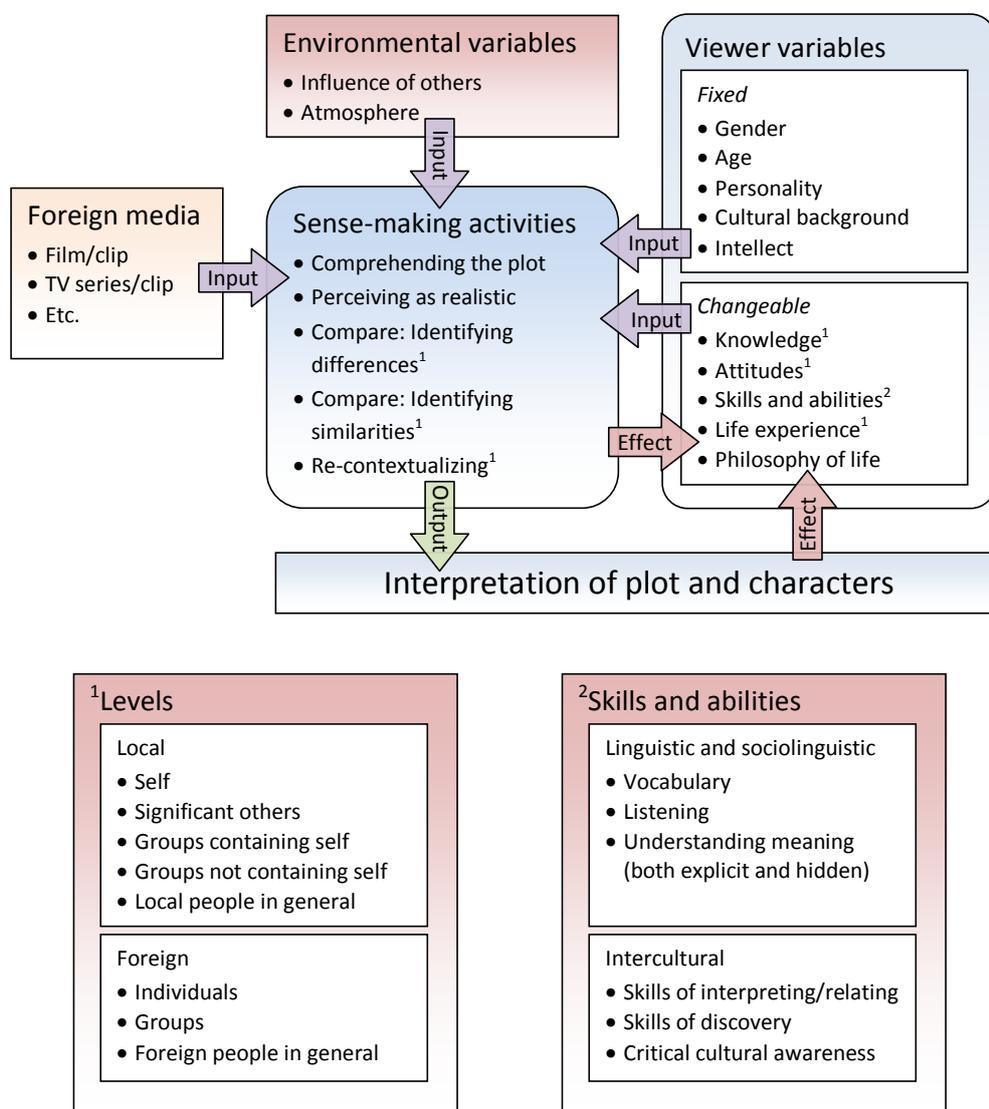 Environmental variables
• Influence of others
• Atmosphere
Input
Viewer variables
Fixed
• Gender
• Age
• Personality
• Cultural background
• Intellect
Input
Changeable
• Knowledge¹
• Attitudes¹
• Skills and abilities²
• Life experience¹
• Philosophy of life
Input
Foreign media
• Film/clip
• TV series/clip
• Etc.
Input
Sense-making activities
• Comprehending the plot
• Perceiving as realistic
• Compare: Identifying
differences¹
• Compare: Identifying
similarities¹
• Re-contextualizing¹
Effect
Output
Effect
Interpretation of plot and characters
¹Levels
Local
• Self
• Significant others
• Groups containing self
• Groups not containing self
• Local people in general
Foreign
• Individuals
• Groups
• Foreign people in general
²Skills and abilities
Linguistic and sociolinguistic
• Vocabulary
• Listening
• Understanding meaning
(both explicit and hidden)
Intercultural
• Skills of interpreting/relating
• Skills of discovery
• Critical cultural awareness